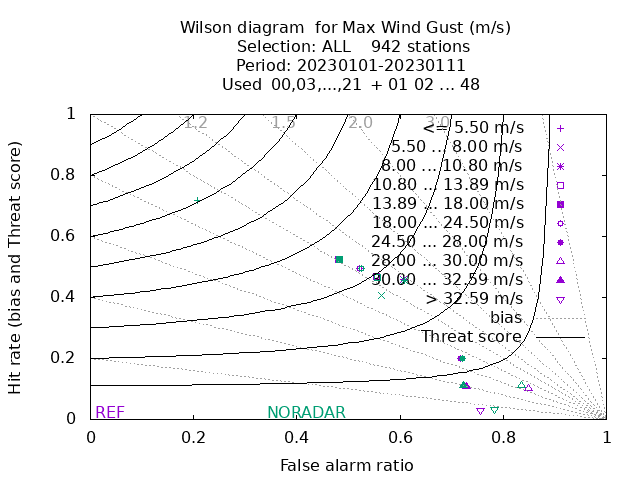 Wilson diagram  for Max Wind Gust (m/s)
Selection: ALL    942 stations
Period: 20230101-20230111
Used  00,03,...,21  + 01 02 ... 48
1
0.8
0.6
0.4
0.2
0
Hit rate (bias and Threat score)
1.2
1.5
2.0
3.0
<= 5.50 m/s
5.50 ... 8.00 m/s
8.00 ... 10.80 m/s
10.80 ... 13.89 m/s
13.89 ... 18.00 m/s
18.00 ... 24.50 m/s
24.50 ... 28.00 m/s
28.00 ... 30.00 m/s
30.00 ... 32.59 m/s
> 32.59 m/s
bias
Threat score
REF
NORADAR
0
0.2
0.4
0.6
0.8
1
False alarm ratio